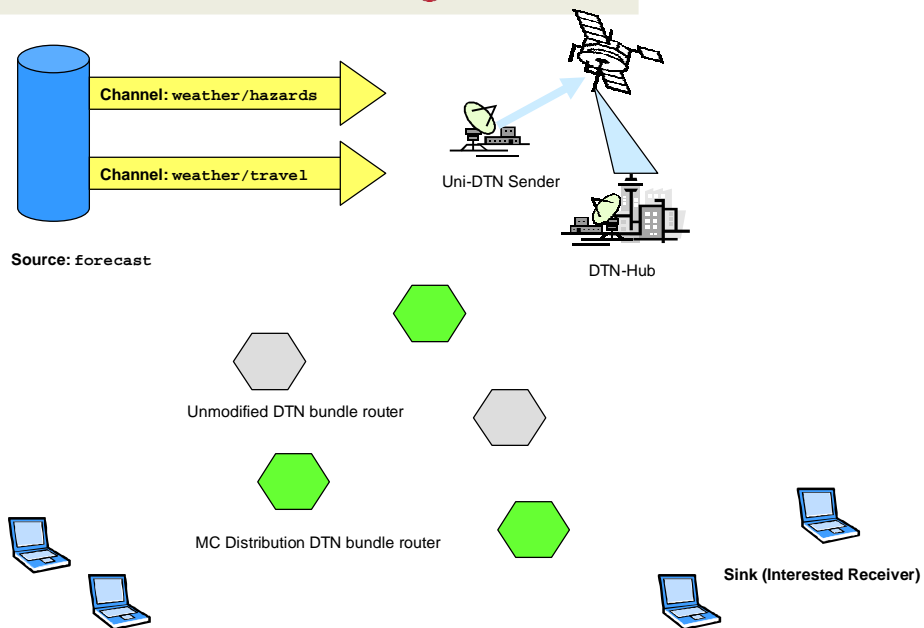 Channel: weather/hazards
Channel: weather/travel
Uni-DTN Sender
DTN-Hub
Source: forecast
Unmodified DTN bundle router
MC Distribution DTN bundle router
Sink (Interested Receiver)